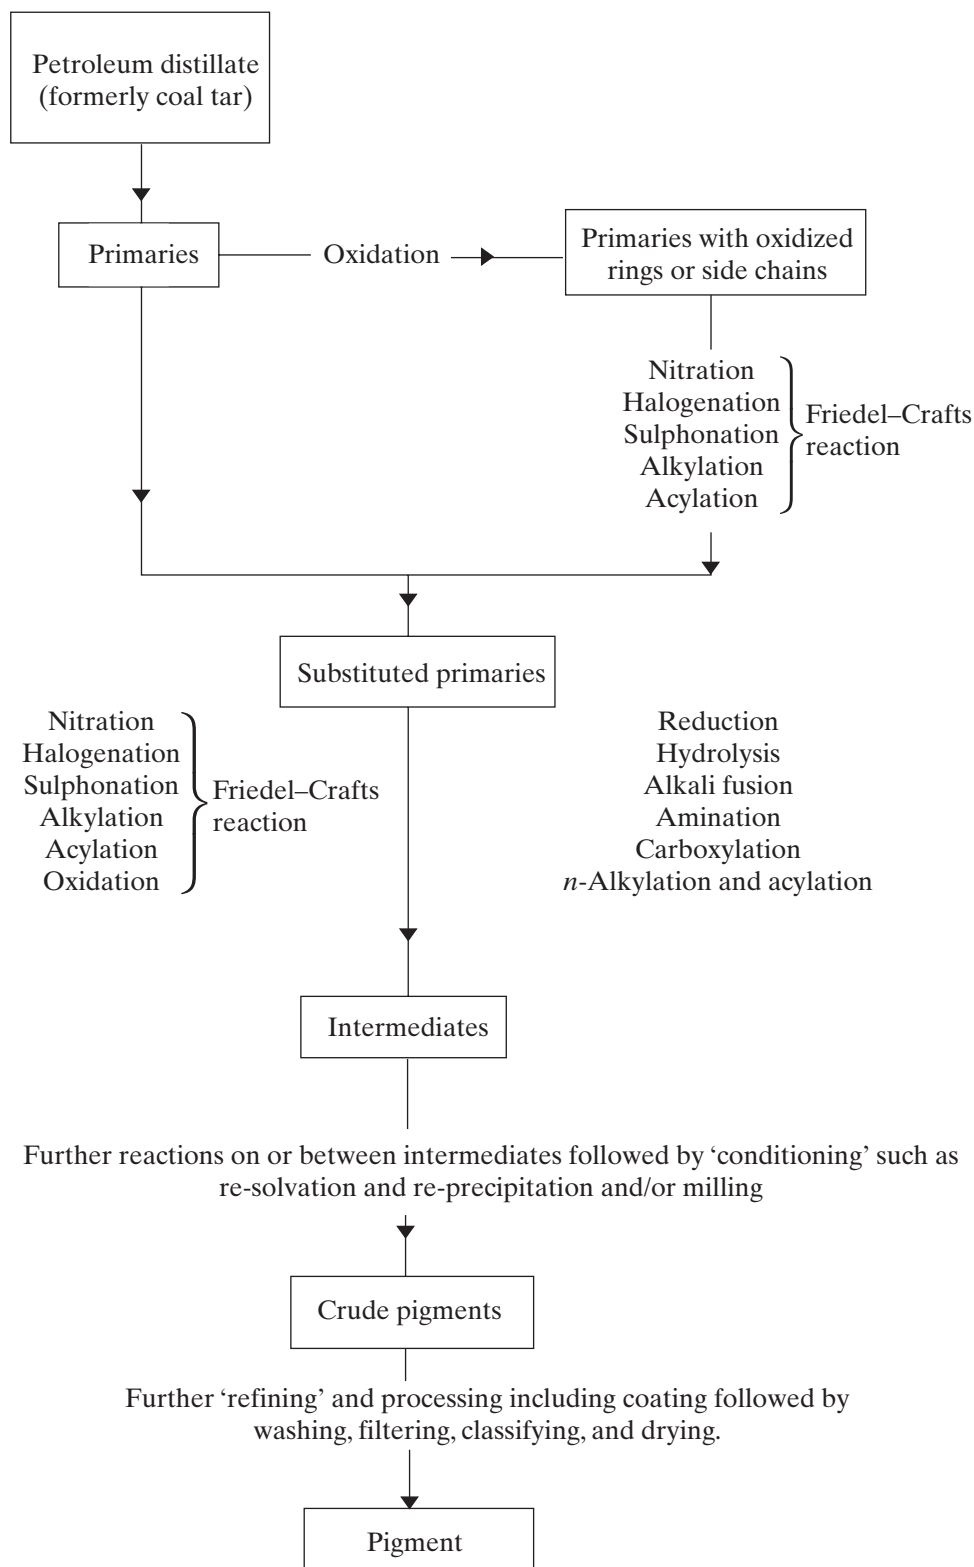 Petroleum distillate
(formerly coal tar)
Primaries
Oxidation
Primaries with oxidized
rings or side chains
Nitration
Halogenation
Sulphonation
Alkylation
Acylation
Friedel–Crafts
reaction
Substituted primaries
Nitration
Halogenation
Sulphonation
Alkylation
Acylation
Oxidation
Friedel–Crafts
reaction
Reduction
Hydrolysis
Alkali fusion
Amination
Carboxylation
n-Alkylation and acylation
Intermediates
Further reactions on or between intermediates followed by ‘conditioning’ such as
re-solvation and re-precipitation and/or milling
Crude pigments
Further ‘refining’ and processing including coating followed by
washing, filtering, classifying, and drying.
Pigment